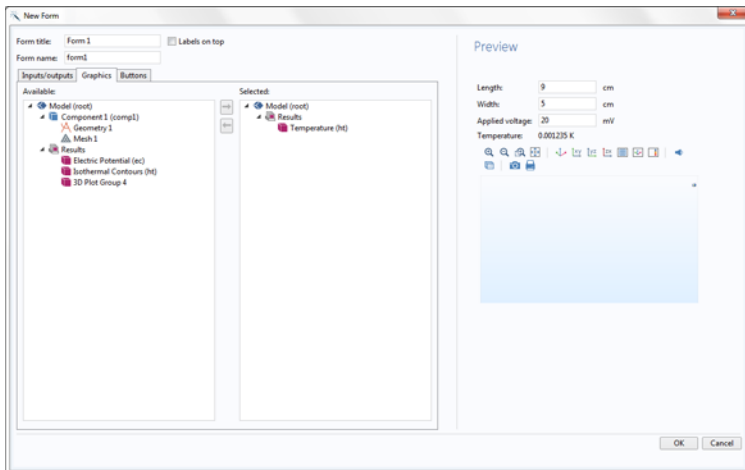 New Form
Form title: Form 1 Labels on top
Form name: form1
Inputs/outputs Graphics Buttons
Available:
Model (root)
Component 1 (comp1)
Geometry 1
Mesh 1
Results
Electric Potential (ec)
Isothermal Contours (ht)
3D Plot Group 4
Selected:
Model (root)
Results
Temperature (ht)
Preview
Length: 9 cm
Width: 5 cm
Applied voltage: 20 mV
Temperature: 0.001235 K
OK Cancel